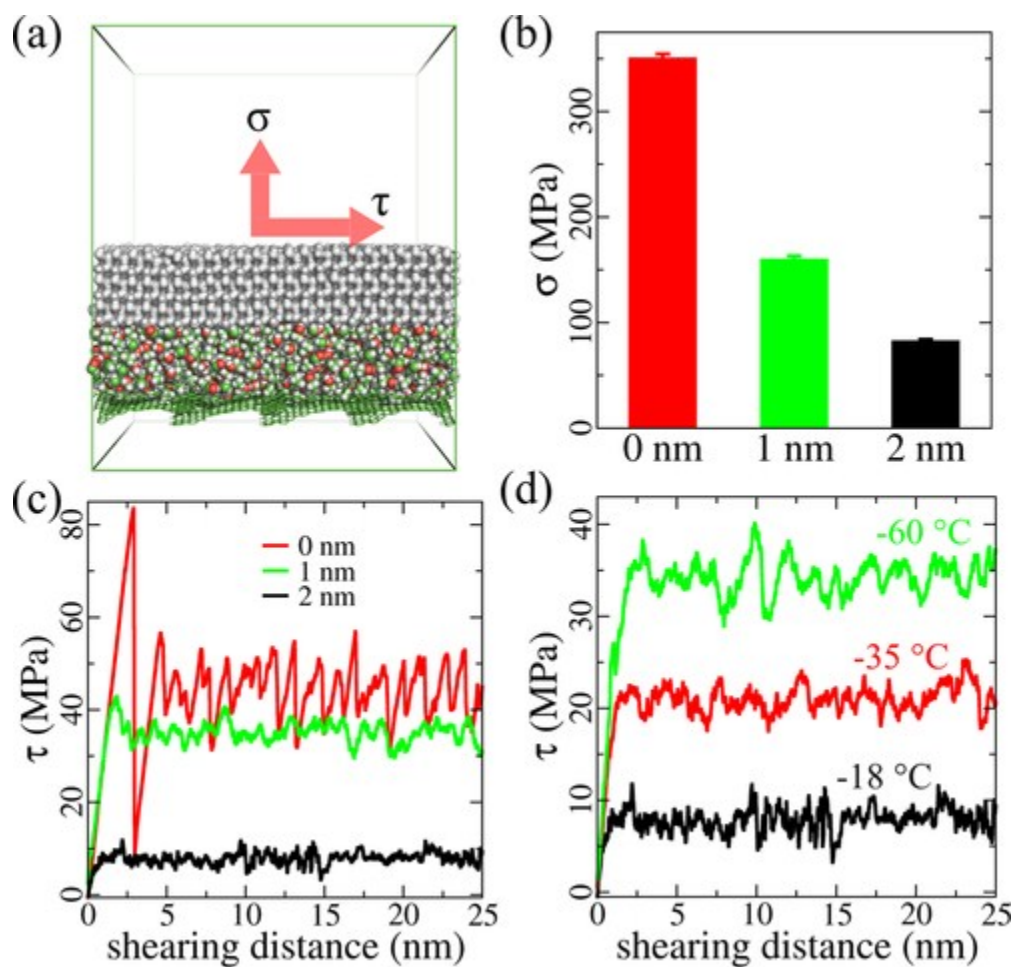 (a)
σ
τ
(b)
σ (MPa)
300
200
100
0
0 nm
1 nm
2 nm
(c)
τ (MPa)
80
60
40
20
0
0 nm
1 nm
2 nm
0
5
10
15
20
25
shearing distance (nm)
(d)
τ (MPa)
40
30
20
10
0
-60 °C
-35 °C
-18 °C
0
5
10
15
20
25
shearing distance (nm)